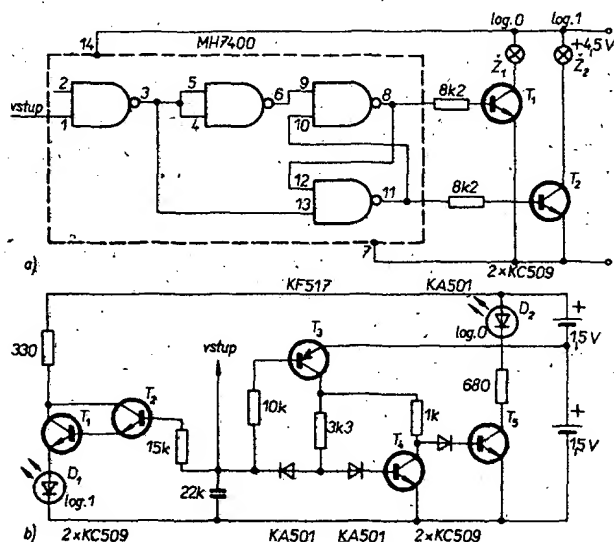 log.0 log.1
14 MH7400 +4,5 V
Ž1 Ž2
2 3 5 6 9 8 8k2 T1
vstup 1 4 10
12 11 8k2 T2
13
7
a) 2×KC509
KF517 KA501
D2
330 vstup T3 log.0 + 1,5 V
T1 T2 10k 3k3 1k 680 +
15k T4 T5 1,5 V
D1 22k
log.1
b) 2×KC509 KA501 KA501 2×KC509